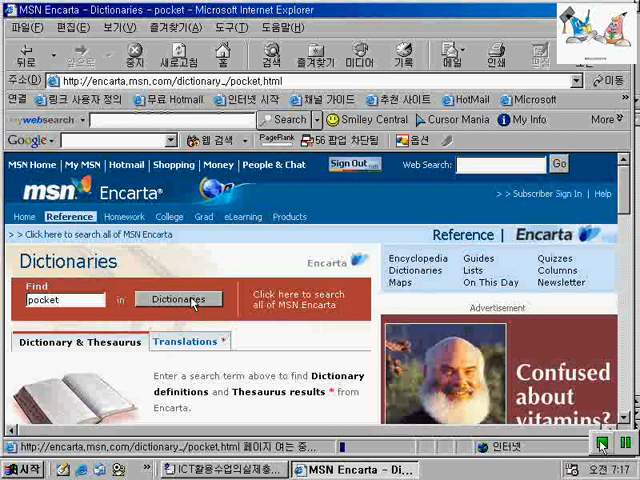 MSN Encarta - Dictionaries - pocket - Microsoft Internet Explorer
파일(F) 편집(E) 보기(V) 즐겨찾기(A) 도구(T) 도움말(H)
뒤로 앞으로 중지 새로고침 홈 검색 즐겨찾기 미디어 기록 메일 인쇄 편집
주소(D) http://encarta,msn,com/dictionary_/pocket,html 이동
연결 링크 사용자 정의 무료 Hotmail 인터넷 시작 채널 가이드 추천 사이트 HotMail Microsoft
mywebsearch Search Smiley Central Cursor Mania My Info More
Google 웹 검색 PageRank 56 팝업 차단됨 옵션
MSN Home | My MSN | Hotmail | Shopping | Money | People & Chat Sign Out Web Search: Go
msn Encarta® > > Subscriber Sign In | Help
Home Reference Homework College Grad eLearning Products
> > Click here to search all of MSN Encarta
Reference | Encarta
Dictionaries
Encarta
Encyclopedia Guides Quizzes
Dictionaries Lists Columns
Maps On This Day Newsletter
Find
pocket in Dictionaries
Click here to search
all of MSN Encarta
Advertisement
Dictionary & Thesaurus Translations *
Enter a search term above to find Dictionary
definitions and Thesaurus results * from
Encarta.
Confused
about
vitamins?
http://encarta,msn,com/dictionary_/pocket,html 페이지 여는 중 인터넷
시작 ICT활용수업의실제층... MSN Encarta - Di... 오전 7:17